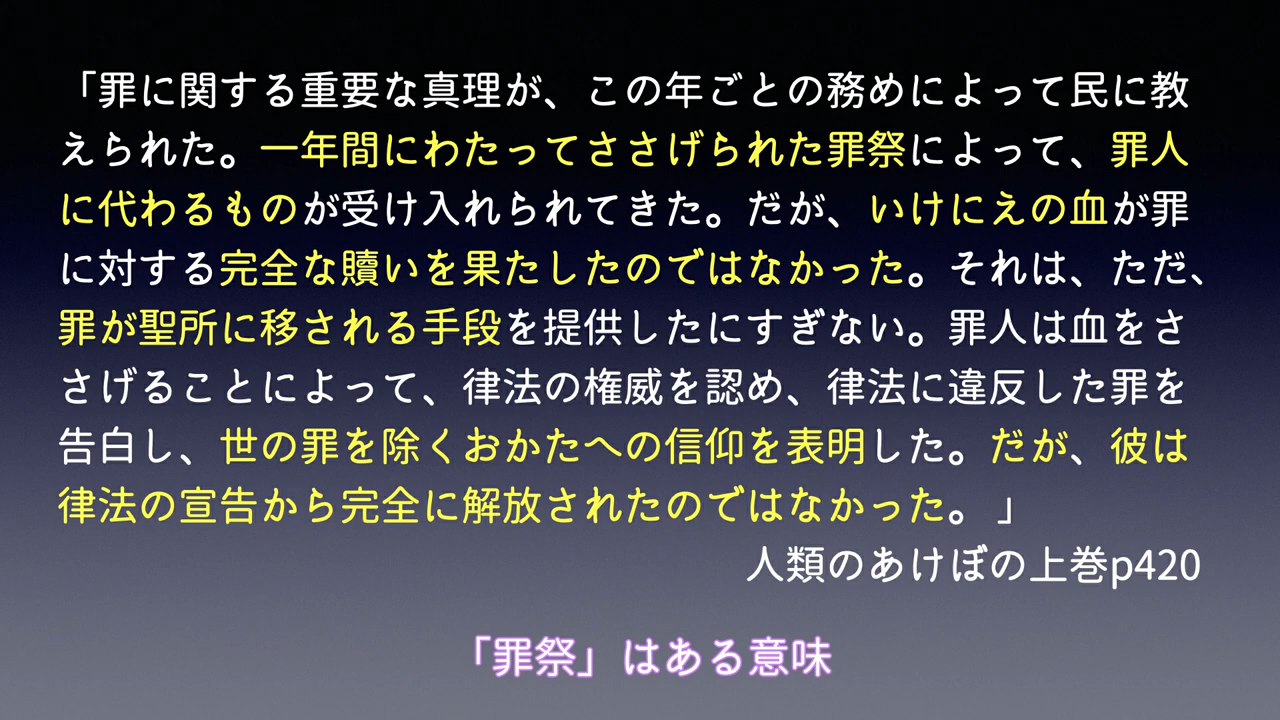 「罪に関する重要な真理が、この年ごとの務めによって民に教
えられた。一年間にわたってささげられた罪祭によって、罪人
に代わるものが受け入れられてきた。だが、いけにえの血が罪
に対する完全な贖いを果たしたのではなかった。それは、ただ、
罪が聖所に移される手段を提供したにすぎない。罪人は血をさ
さげることによって、律法の権威を認め、律法に違反した罪を
告白し、世の罪を除くおかたへの信仰を表明した。だが、彼は
律法の宣告から完全に解放されたのではなかった。」
人類のあけぼの上巻p420
「罪祭」はある意味